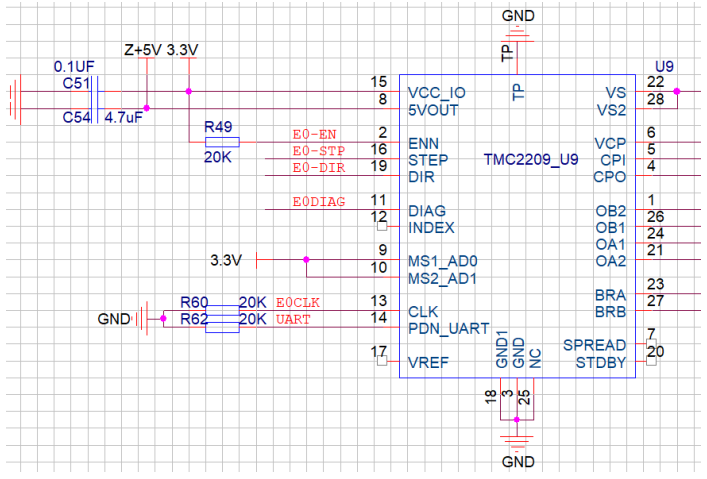 GND
Z+5V 3.3V
TP
0.1UF
U9
C51
15
22
VCC_IO
TP
VS
8
28
C54 4.7uF
5VOUT
VS2
R49
E0-EN
2
6
ENN
VCP
E0-STP
16
5
20K
STEP
TMC2209_U9
CPI
E0-DIR
19
4
DIR
CPO
E0DIAG
11
1
DIAG
OB2
12
26
INDEX
OB1
24
OA1
9
21
3.3V
MS1_AD0
OA2
10
MS2_AD1
23
BRA
R60 20K E0CLK
13
27
CLK
BRB
GND
R62 20K UART
14
PDN_UART
7
SPREAD
17
20
VREF
GND1
GND
NC
STDBY
18
3
25
GND